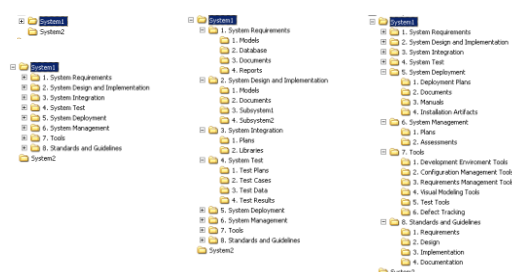 System1
System2
System1
1. System Requirements
2. System Design and Implementation
3. System Integration
4. System Test
5. System Deployment
6. System Management
7. Tools
8. Standards and Guidelines
System2
System1
1. System Requirements
1. Models
2. Database
3. Documents
4. Reports
2. System Design and Implementation
1. Models
2. Documents
3. Subsystem1
4. Subsystem2
3. System Integration
1. Plans
2. Libraries
4. System Test
1. Test Plans
2. Test Cases
3. Test Data
4. Test Results
5. System Deployment
6. System Management
7. Tools
8. Standards and Guidelines
System2
System1
1. System Requirements
2. System Design and Implementation
3. System Integration
4. System Test
5. System Deployment
1. Deployment Plans
2. Documents
3. Manuals
4. Installation Artifacts
6. System Management
1. Plans
2. Assessments
7. Tools
1. Development Enviroment Tools
2. Configuration Management Tools
3. Requirements Management Tools
4. Visual Modeling Tools
5. Test Tools
6. Defect Tracking
8. Standards and Guidelines
1. Requirements
2. Design
3. Implementation
4. Documentation
System2